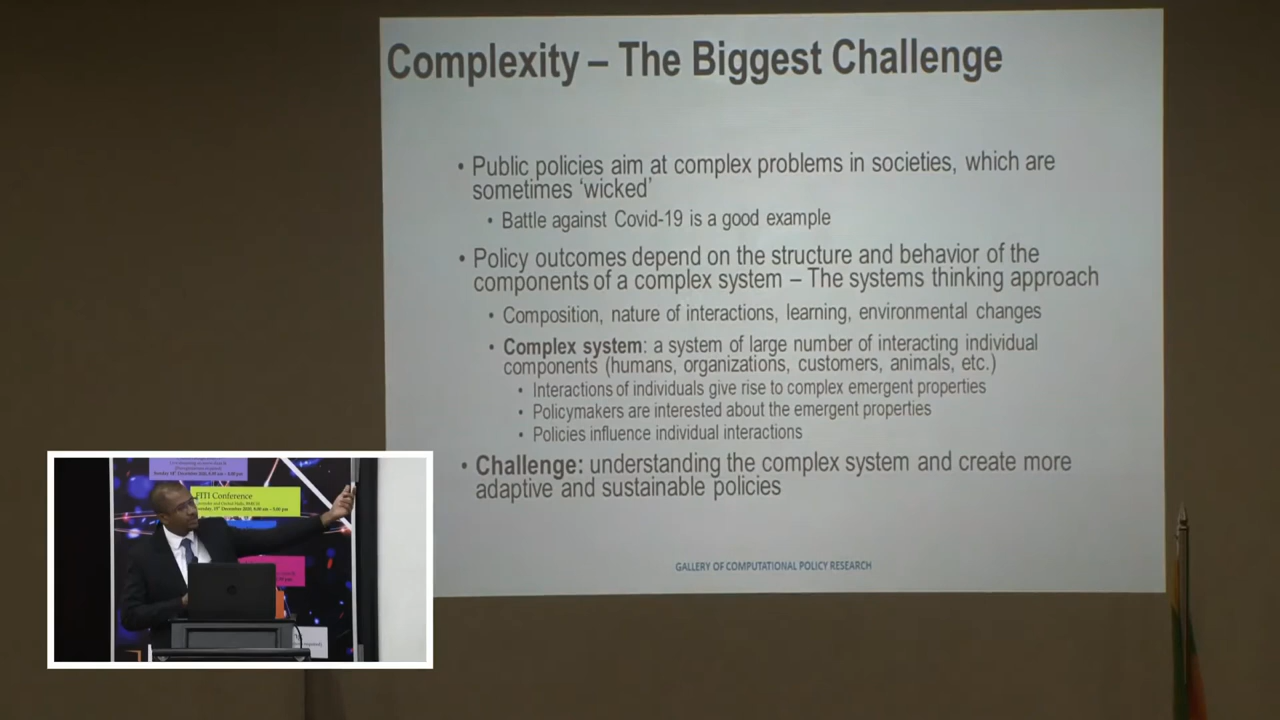 Complexity – The Biggest Challenge
• Public policies aim at complex problems in societies, which are
sometimes ‘wicked’
• Battle against Covid-19 is a good example
• Policy outcomes depend on the structure and behavior of the
components of a complex system – The systems thinking approach
• Composition, nature of interactions, learning, environmental changes
• Complex system: a system of large number of interacting individual
components (humans, organizations, customers, animals, etc.)
• Interactions of individuals give rise to complex emergent properties
• Policymakers are interested about the emergent properties
• Policies influence individual interactions
• Challenge: understanding the complex system and create more
adaptive and sustainable policies
GALLERY OF COMPUTATIONAL POLICY RESEARCH
FITI Conference